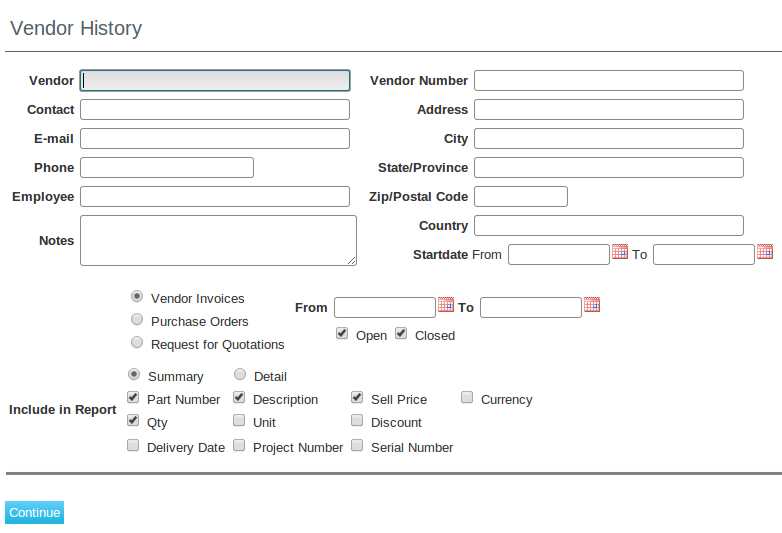 Vendor History
Vendor Vendor Number
Contact Address
E-mail City
Phone State/Province
Employee Zip/Postal Code
Notes Country
Startdate From To
Vendor Invoices From To
Purchase Orders Open Closed
Request for Quotations
Summary Detail
Include in Report Part Number Description Sell Price Currency
Qty Unit Discount
Delivery Date Project Number Serial Number
Continue